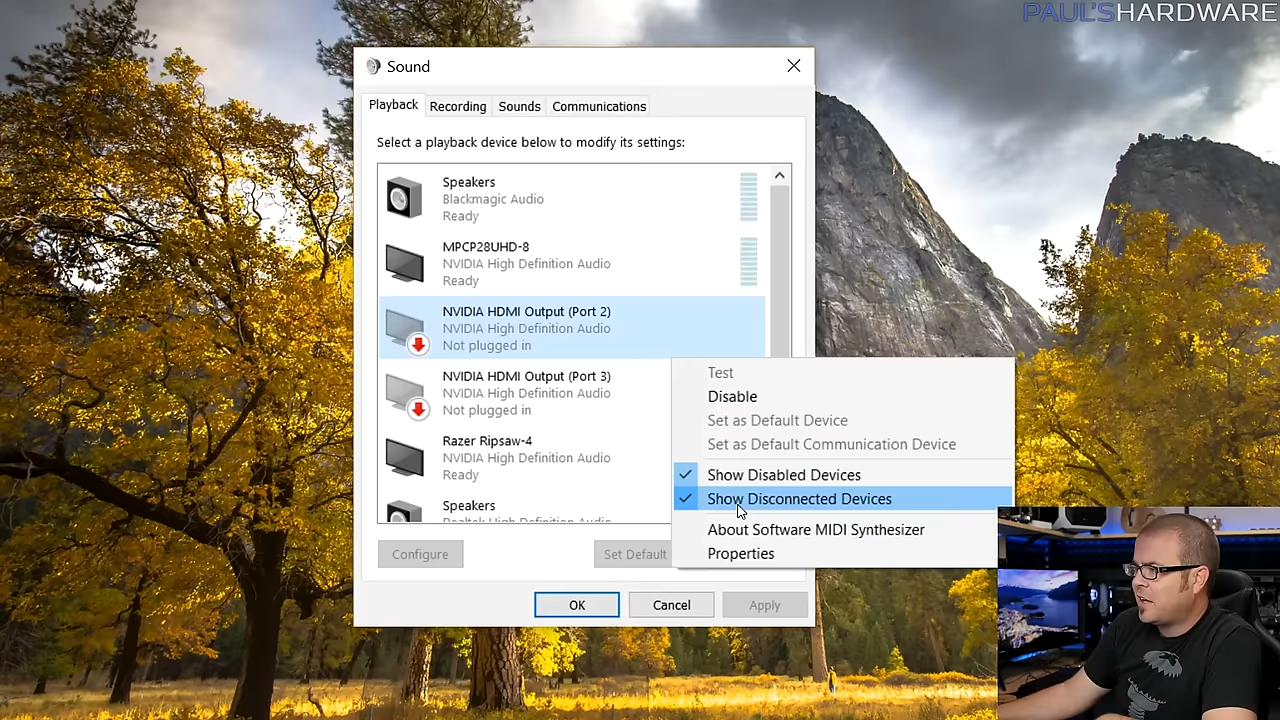 PAUL'SHARDWARE
Sound
Playback
Recording
Sounds
Communications
Select a playback device below to modify its settings:
Speakers
Blackmagic Audio
Ready
MPCP28UHD-8
NVIDIA High Definition Audio
Ready
NVIDIA HDMI Output (Port 2)
NVIDIA High Definition Audio
Not plugged in
NVIDIA HDMI Output (Port 3)
NVIDIA High Definition Audio
Not plugged in
Razer Ripsaw-4
NVIDIA High Definition Audio
Ready
Speakers
Realtek High Definition Audio
Test
Disable
Set as Default Device
Set as Default Communication Device
Show Disabled Devices
Show Disconnected Devices
About Software MIDI Synthesizer
Properties
Configure
Set Default
OK
Cancel
Apply